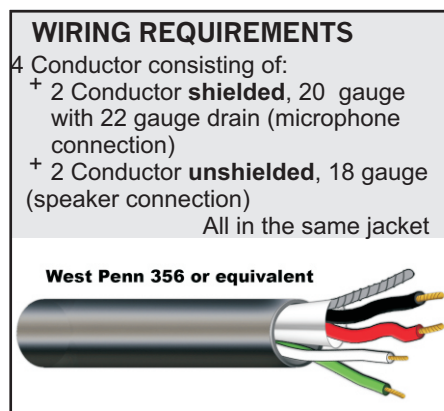 WIRING REQUIREMENTS
4 Conductor consisting of:
+ 2 Conductor shielded, 20 gauge
with 22 gauge drain (microphone
connection)
+ 2 Conductor unshielded, 18 gauge
(speaker connection)
All in the same jacket
West Penn 356 or equivalent